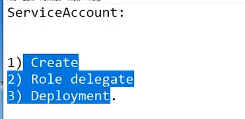 ServiceAccount:
1) Create
2) Role delegate
3) Deployment.